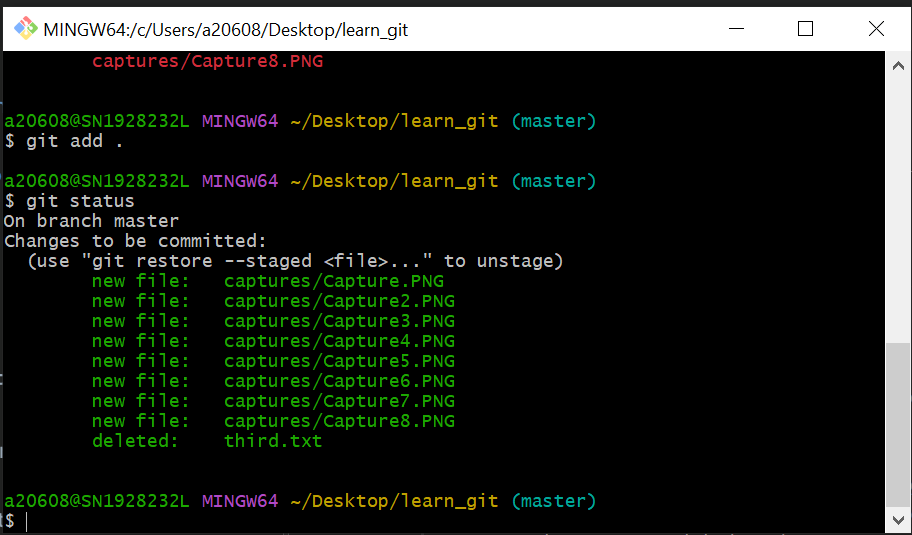 MINGW64:/c/Users/a20608/Desktop/learn_git
captures/Capture8.PNG
a20608@SN1928232L MINGW64 ~/Desktop/learn_git (master)
$ git add .
a20608@SN1928232L MINGW64 ~/Desktop/learn_git (master)
$ git status
On branch master
Changes to be committed:
(use "git restore --staged <file>..." to unstage)
new file: captures/Capture.PNG
new file: captures/Capture2.PNG
new file: captures/Capture3.PNG
new file: captures/Capture4.PNG
new file: captures/Capture5.PNG
new file: captures/Capture6.PNG
new file: captures/Capture7.PNG
new file: captures/Capture8.PNG
deleted: third.txt
a20608@SN1928232L MINGW64 ~/Desktop/learn_git (master)
$